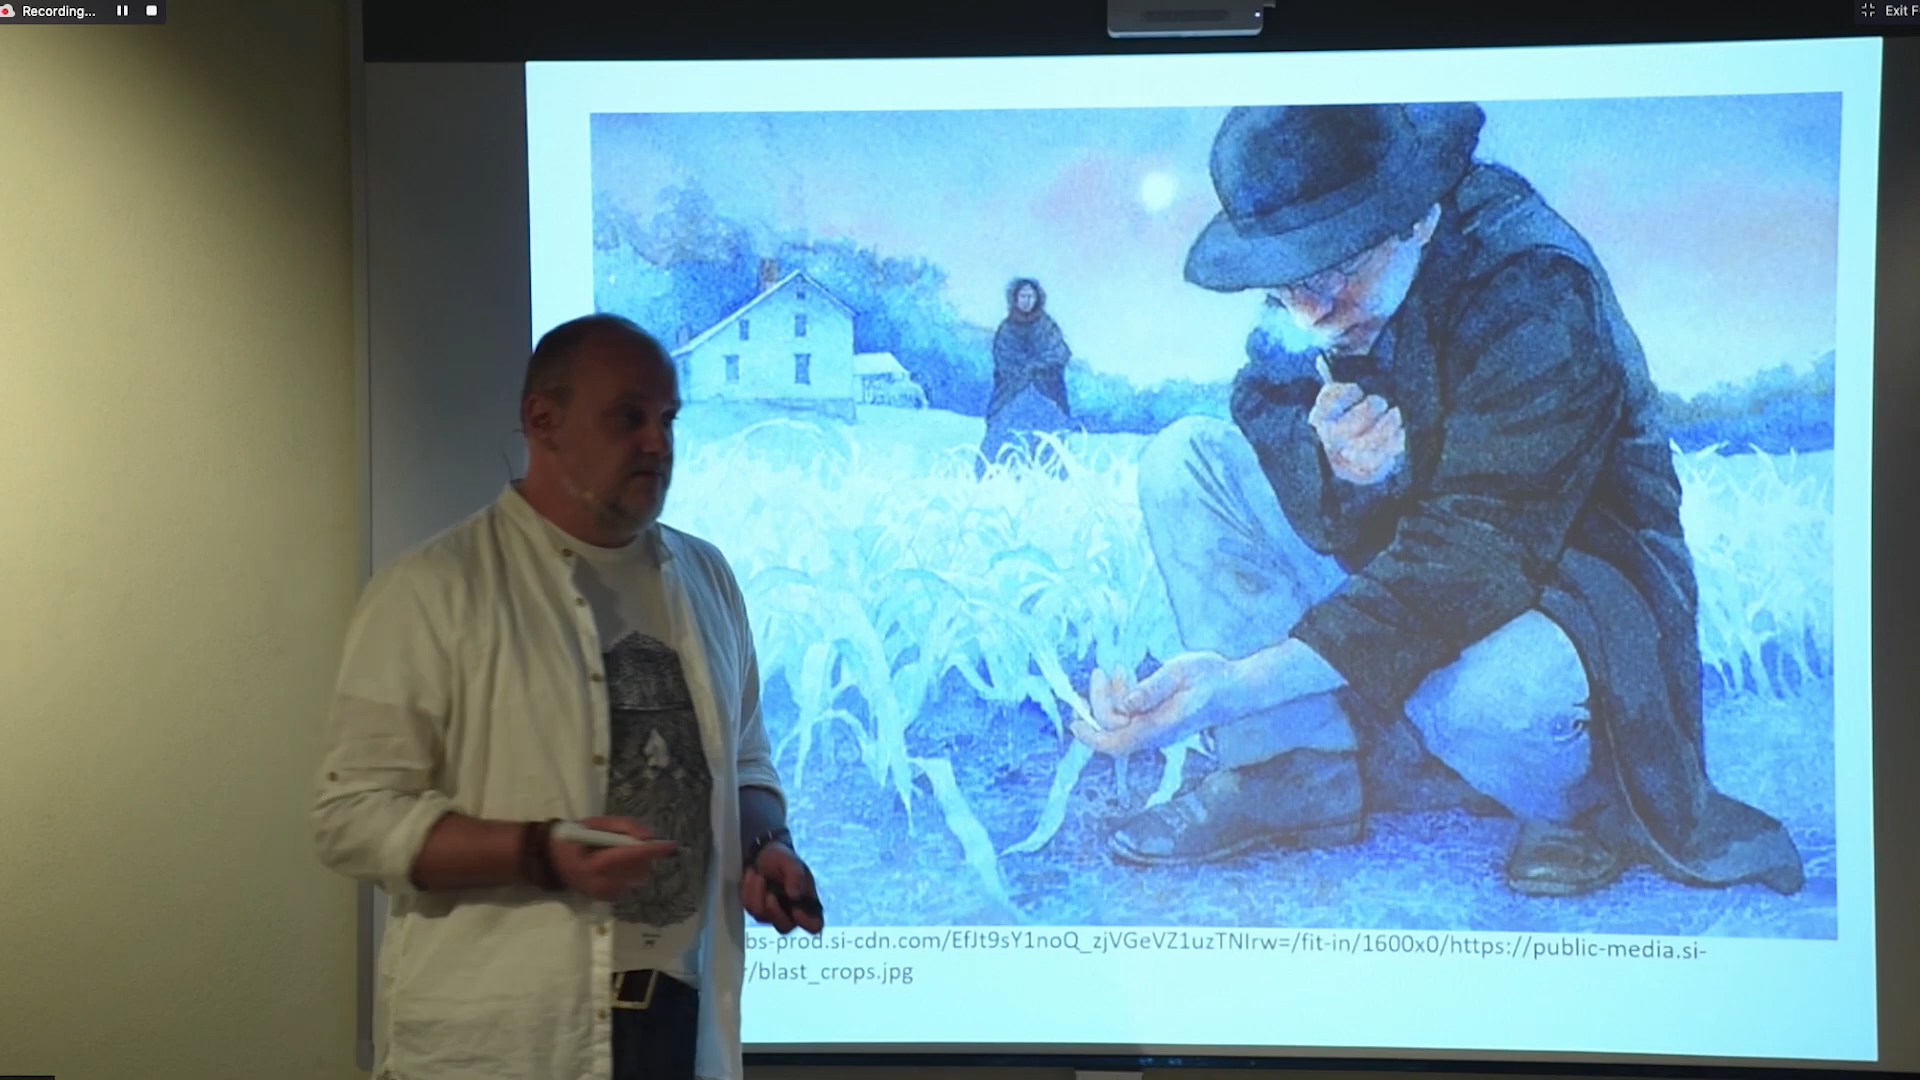 Recording...
Exit F
bs-prod.si-cdn.com/EfJt9sY1noQ_zjVGeVZ1uzTNIrw=/fit-in/1600x0/https://public-media.si-
r/blast_crops.jpg